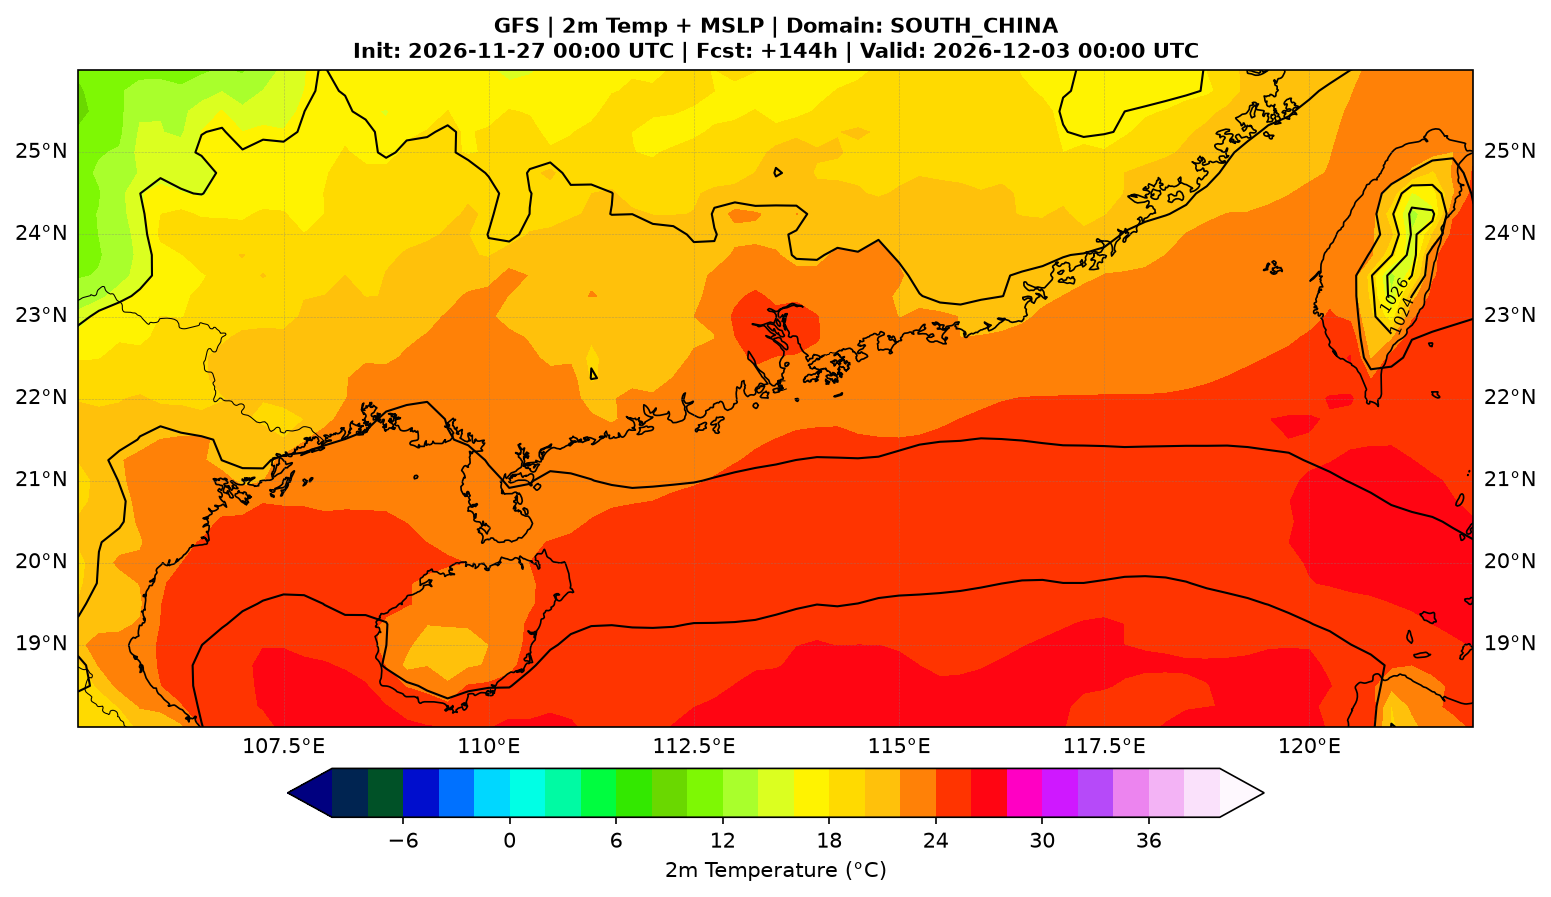 GFS | 2m Temp + MSLP | Domain: SOUTH_CHINA
Init: 2026-11-27 00:00 UTC | Fcst: +144h | Valid: 2026-12-03 00:00 UTC
25°N 25°N
24°N 24°N
23°N 23°N
22°N 22°N
21°N 21°N
20°N 20°N
19°N 19°N
1026
1024
107.5°E 110°E 112.5°E 115°E 117.5°E 120°E
−6 0 6 12 18 24 30 36
2m Temperature (°C)